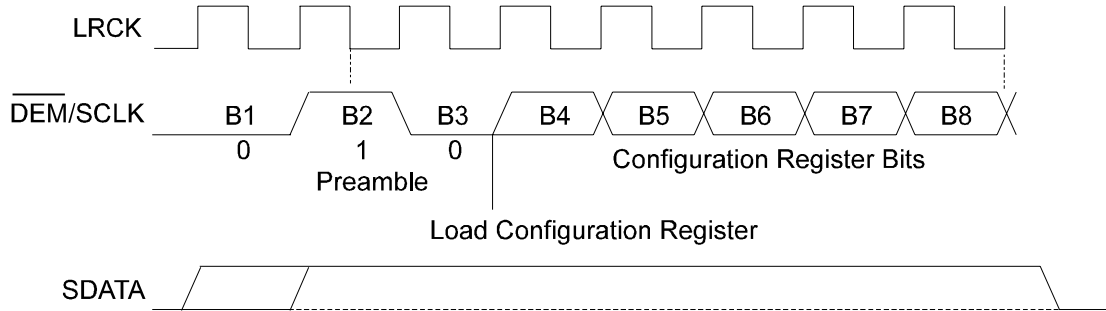 LRCK
DEM/SCLK
B1 B2 B3 B4 B5 B6 B7 B8
0 1 0
Configuration Register Bits
Preamble
Load Configuration Register
SDATA